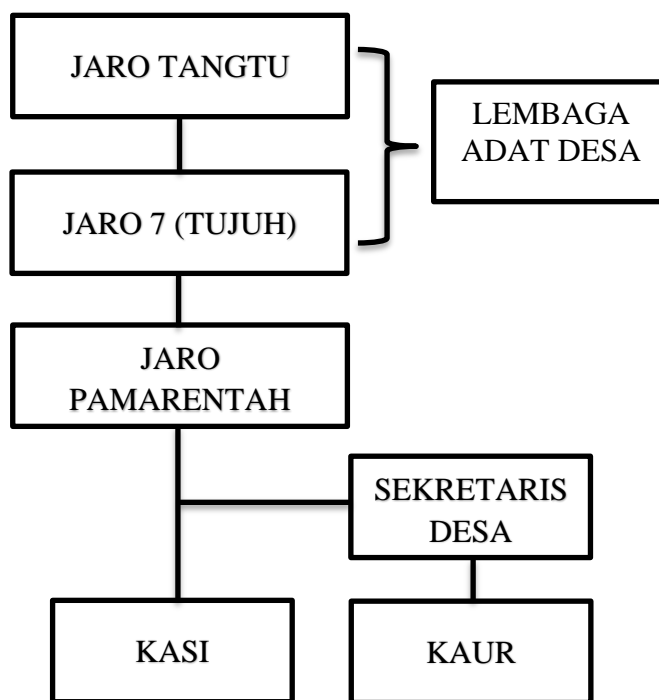 JARO TANGTU
LEMBAGA
ADAT DESA
JARO 7 (TUJUH)
JARO
PAMARENTAH
SEKRETARIS
DESA
KASI
KAUR